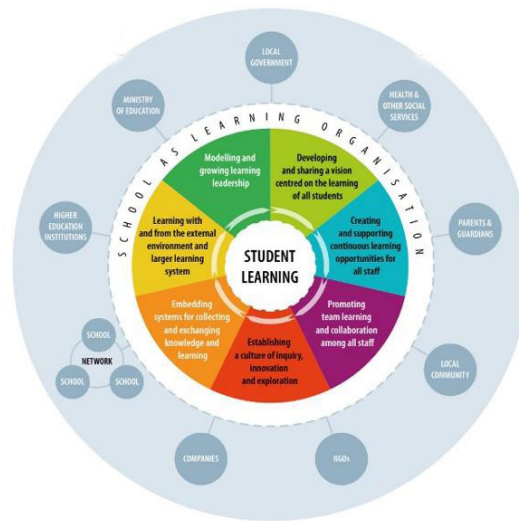 LOCAL
GOVERNMENT
MINISTRY
OF EDUCATION
HEALTH &
OTHER SOCIAL
SERVICES
SCHOOL AS LEARNING ORGANISATION
Modelling and
growing learning
leadership
Developing
and sharing a vision
centred on the learning
of all students
Learning with
and from the external
environment and
larger learning
system
Creating
and supporting
continuous learning
opportunities for
all staff
HIGHER
EDUCATION
INSTITUTIONS
PARENTS &
GUARDIANS
STUDENT
LEARNING
Embedding
systems for collecting
and exchanging
knowledge and
learning
Promoting
team learning
and collaboration
among all staff
Establishing
a culture of inquiry,
innovation
and exploration
SCHOOL
NETWORK
SCHOOL
SCHOOL
LOCAL
COMMUNITY
COMPANIES
NGOs